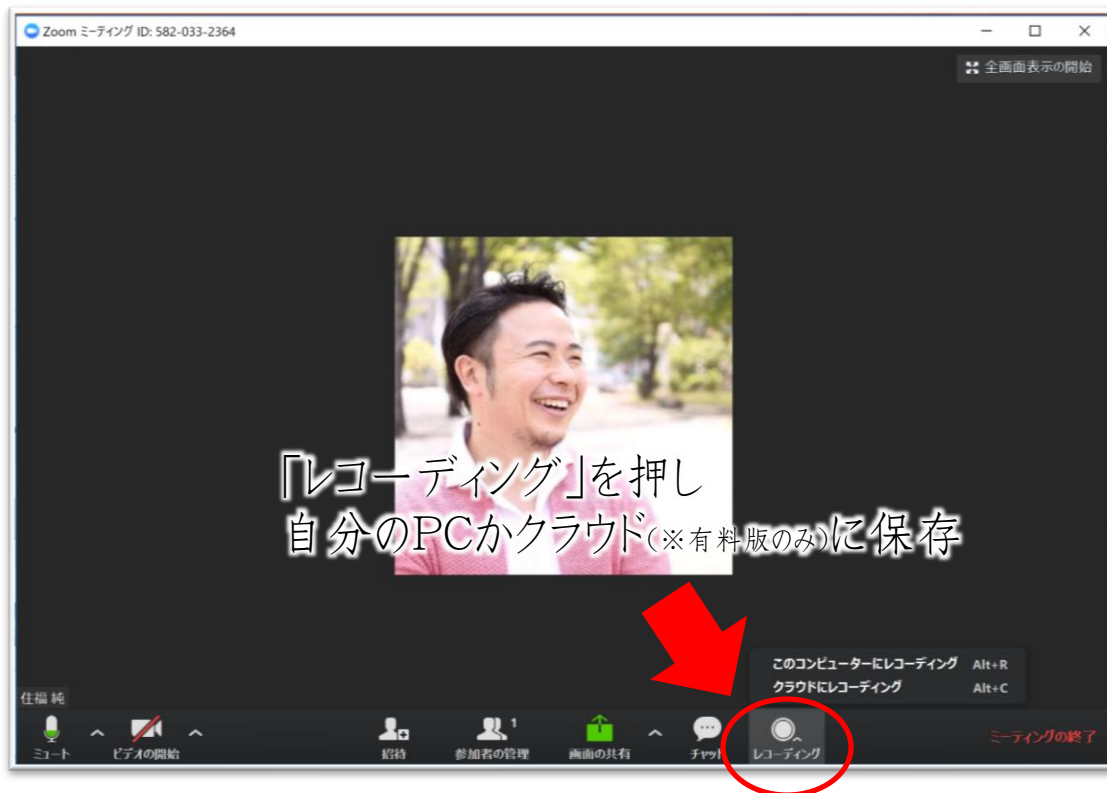 Zoom ミーティング ID: 582-033-2364
全画面表示の開始
「レコーディング」を押し
自分のPCかクラウド(※有料版のみ)に保存
このコンピューターにレコーディング Alt+R
クラウドにレコーディング Alt+C
住福 純
ミュート ビデオの開始 招待 参加者の管理 1 画面の共有 チャット レコーディング ミーティングの終了